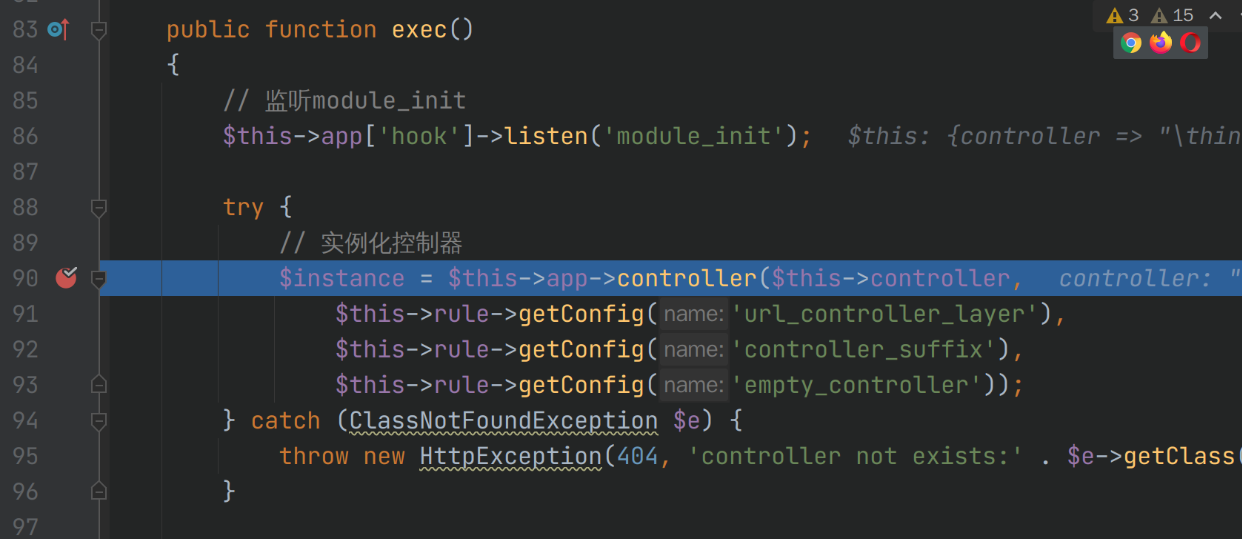 83 public function exec()
3 15
84 {
85 // 监听module_init
86 $this->app['hook']->listen('module_init'); $this: {controller => "\thin
87
88 try {
89 // 实例化控制器
90 $instance = $this->app->controller($this->controller, controller: "
91 $this->rule->getConfig( name: 'url_controller_layer'),
92 $this->rule->getConfig( name: 'controller_suffix'),
93 $this->rule->getConfig( name: 'empty_controller'));
94 } catch (ClassNotFoundException $e) {
95 throw new HttpException(404, 'controller not exists:' . $e->getClass(
96 }
97